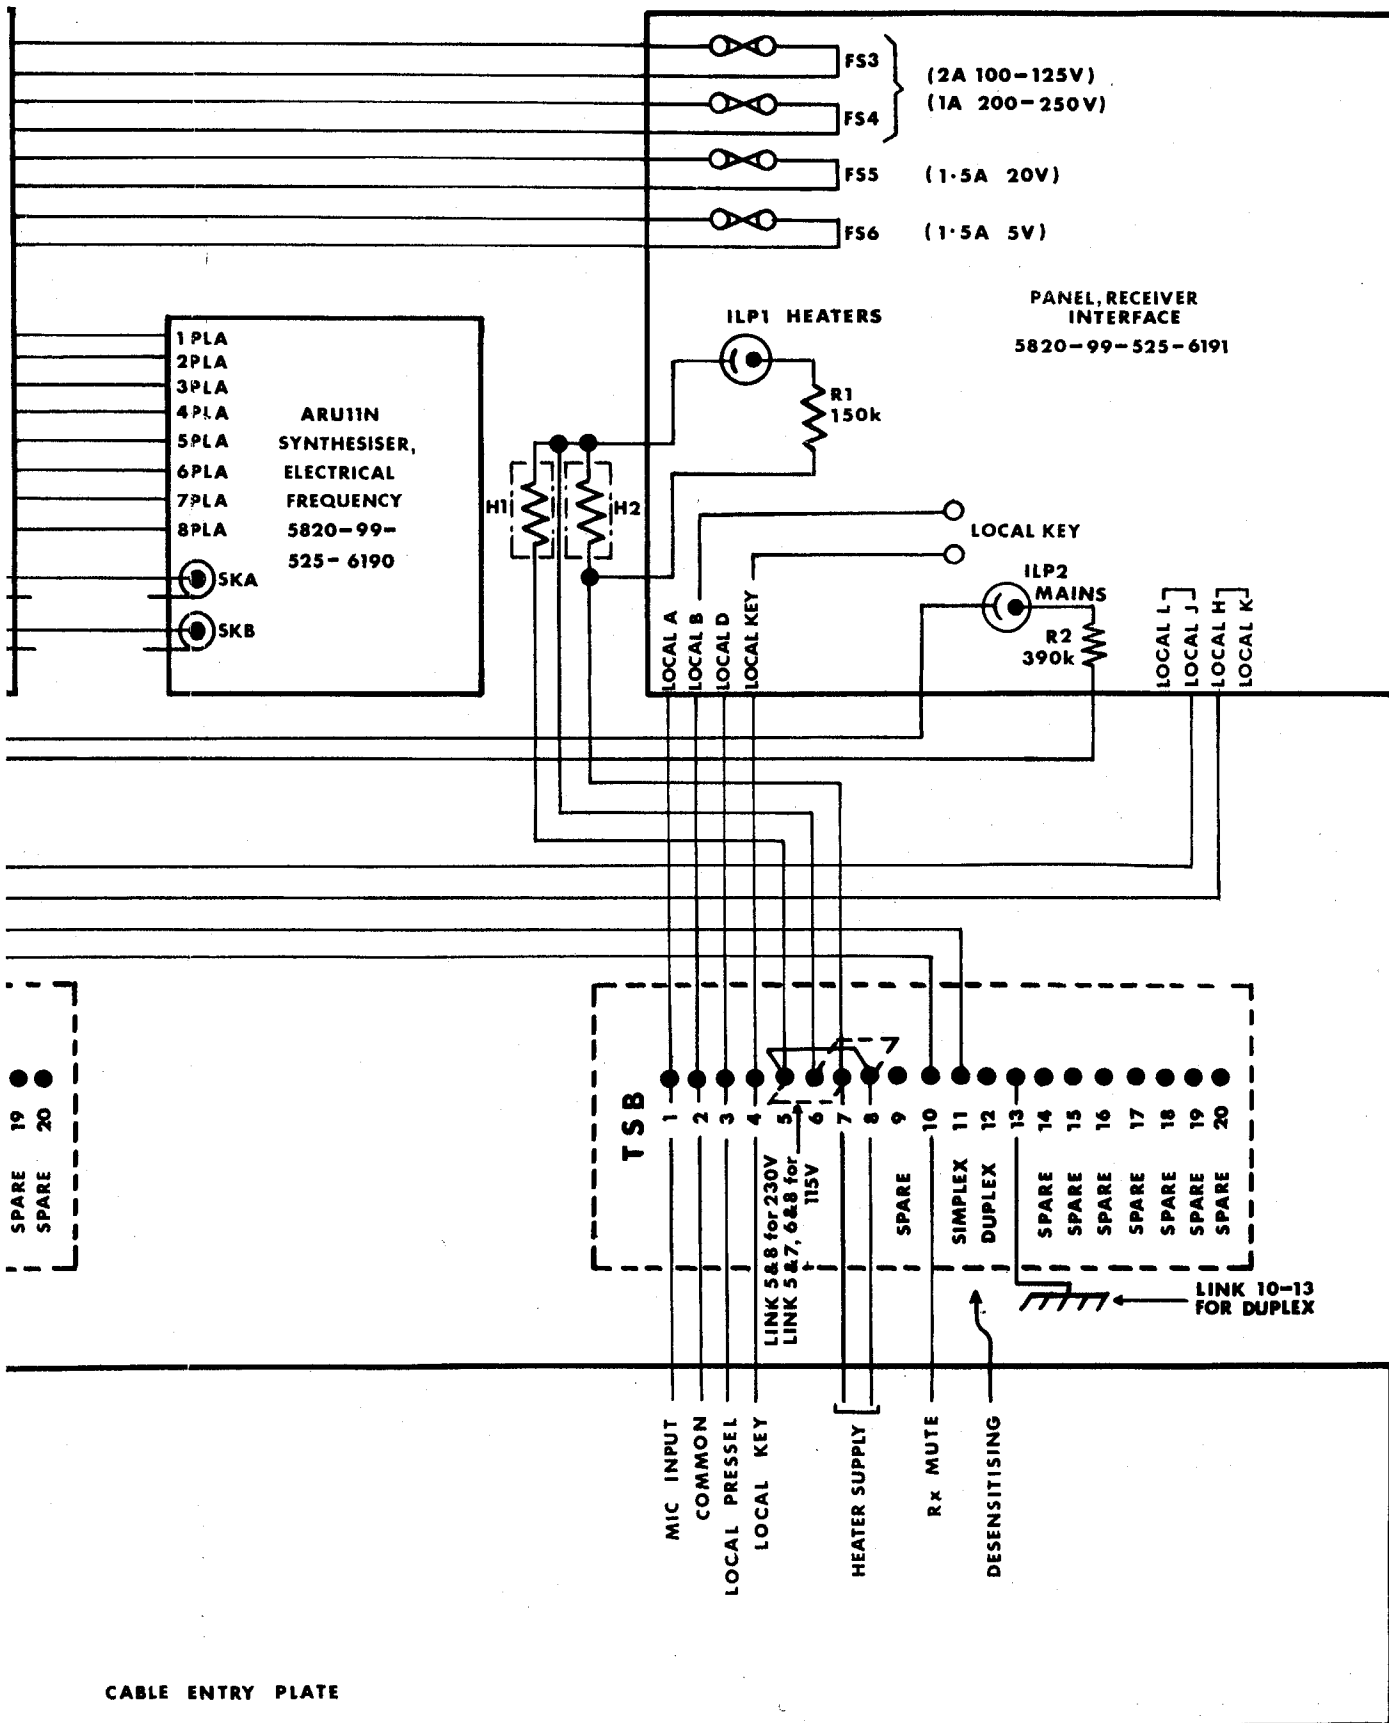 FS3
(2A 100-125V)
(1A 200-250V)
FS4
FS5
(1·5A 20V)
FS6
(1·5A 5V)
PANEL, RECEIVER
INTERFACE
5820-99-525-6191
ILP1 HEATERS
R1
150k
1 PLA
2PLA
3PLA
4PLA
5PLA
6PLA
7PLA
8PLA
ARU11N
SYNTHESISER,
ELECTRICAL
FREQUENCY
5820-99-
525-6190
SKA
SKB
H1
H2
LOCAL KEY
ILP2
MAINS
R2
390k
LOCAL A
LOCAL B
LOCAL D
LOCAL KEY
LOCAL L
LOCAL J
LOCAL H
LOCAL K
19
20
SPARE
SPARE
TSB
1
2
3
4
5
6
7
8
9
10
11
12
13
14
15
16
17
18
19
20
LINK 5&8 for 230V
LINK 5&7, 6&8 for
115V
SPARE
SIMPLEX
DUPLEX
SPARE
SPARE
SPARE
SPARE
SPARE
SPARE
SPARE
LINK 10-13
FOR DUPLEX
MIC INPUT
COMMON
LOCAL PRESSEL
LOCAL KEY
HEATER SUPPLY
Rx MUTE
DESENSITISING
CABLE ENTRY PLATE